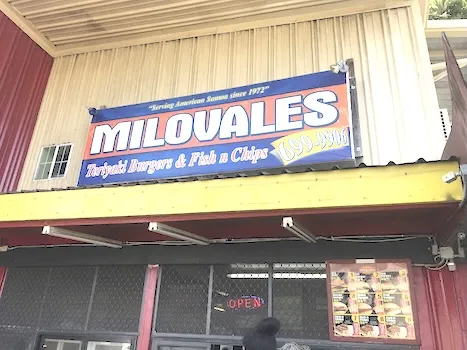 "Serving American Samoa since 1972"
MILOVALES
Teriyaki Burgers & Fish n Chips
OPEN